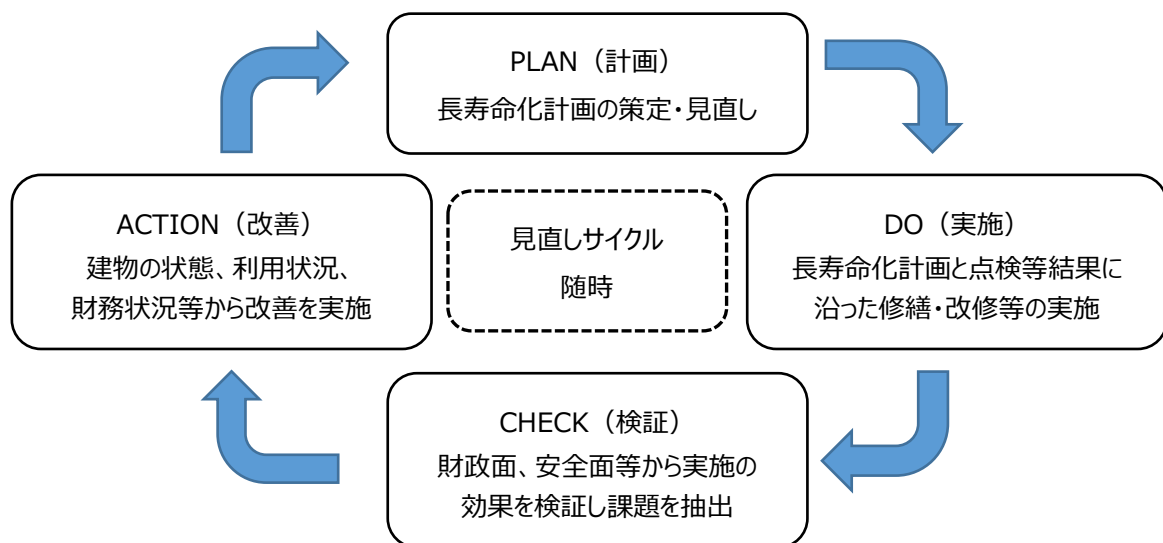 PLAN（計画）
長寿命化計画の策定・見直し
ACTION（改善）
建物の状態、利用状況、
財務状況等から改善を実施
見直しサイクル
随時
DO（実施）
長寿命化計画と点検等結果に
沿った修繕・改修等の実施
CHECK（検証）
財政面、安全面等から実施の
効果を検証し課題を抽出